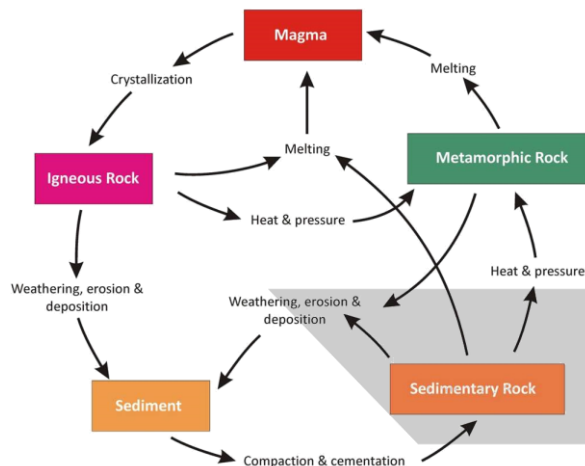 Magma
Crystallization
Melting
Melting
Metamorphic Rock
Igneous Rock
Heat & pressure
Heat & pressure
Weathering, erosion &
deposition
Weathering, erosion &
deposition
Sediment
Sedimentary Rock
Compaction & cementation